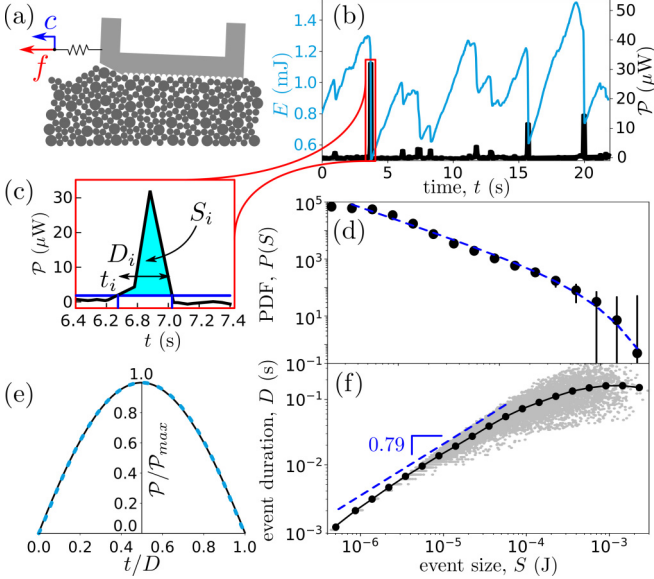 (a)
c
f
(b)
E (mJ)
1.4
1.2
1.0
0.8
0.6
50
40
30
20
10
0
𝒫 (μW)
0 5 10 15 20
time, t (s)
(c)
𝒫 (μW)
30
20
10
0
S_i
D_i
t_i
6.4 6.6 6.8 7.0 7.2 7.4
t (s)
(d)
PDF, P(S)
10^5
10^3
10^1
10^-1
(e)
1.0
0.8
0.6
0.4
0.2
0.0
𝒫/𝒫_max
0.0 0.2 0.4 0.6 0.8 1.0
t/D
(f)
event duration, D (s)
10^-1
10^-2
10^-3
0.79
10^-6 10^-5 10^-4 10^-3
event size, S (J)